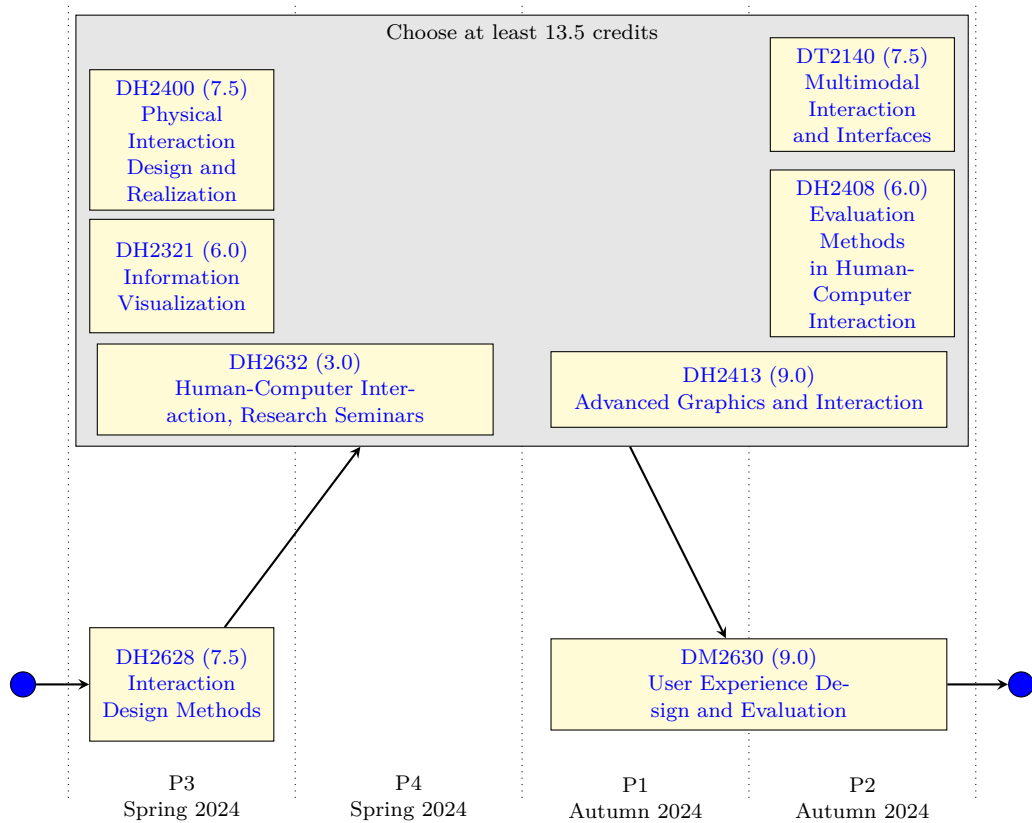 Choose at least 13.5 credits
DH2400 (7.5)
Physical
Interaction
Design and
Realization
DT2140 (7.5)
Multimodal
Interaction
and Interfaces
DH2321 (6.0)
Information
Visualization
DH2408 (6.0)
Evaluation
Methods
in Human-
Computer
Interaction
DH2632 (3.0)
Human-Computer Inter-
action, Research Seminars
DH2413 (9.0)
Advanced Graphics and Interaction
DH2628 (7.5)
Interaction
Design Methods
DM2630 (9.0)
User Experience De-
sign and Evaluation
P3
Spring 2024
P4
Spring 2024
P1
Autumn 2024
P2
Autumn 2024